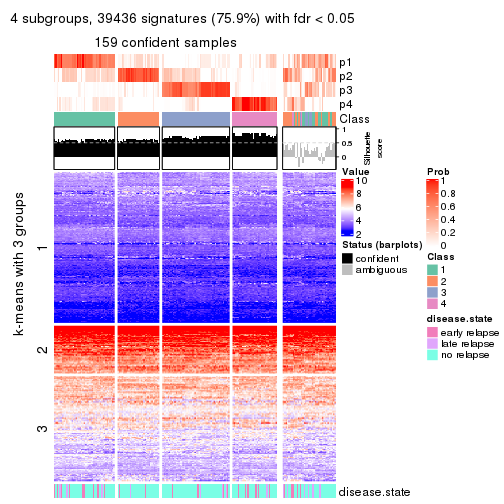 4 subgroups, 39436 signatures (75.9%) with fdr < 0.05
159 confident samples
p1
p2
p3
p4
Class
1
0.5
0
Silhouette
score
k-means with 3 groups
1
2
3
disease.state
Value
10
8
6
4
2
Status (barplots)
confident
ambiguous
Prob
1
0.8
0.6
0.4
0.2
0
Class
1
2
3
4
disease.state
early relapse
late relapse
no relapse